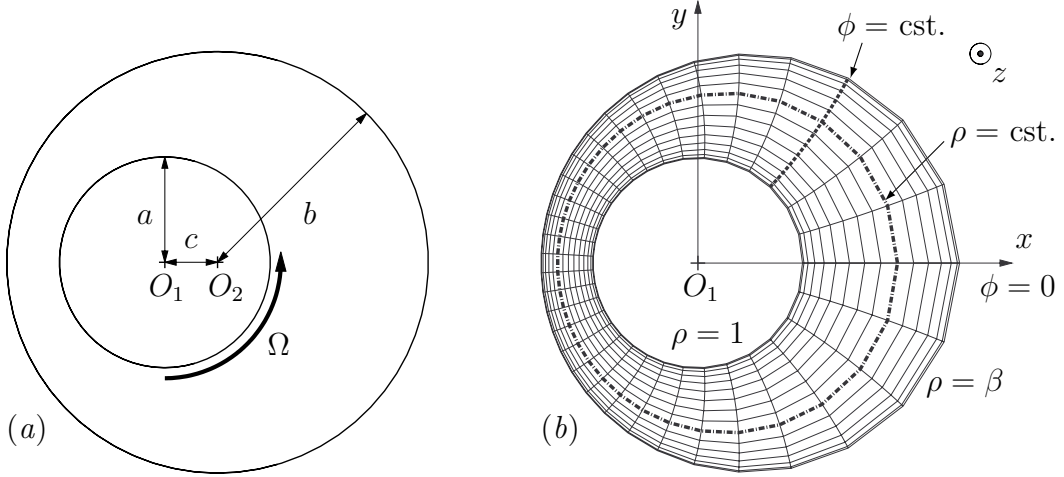 a
c
b
O₁
O₂
Ω
(a)
y
ϕ = cst.
z
ρ = cst.
x
O₁
ϕ = 0
ρ = 1
ρ = β
(b)